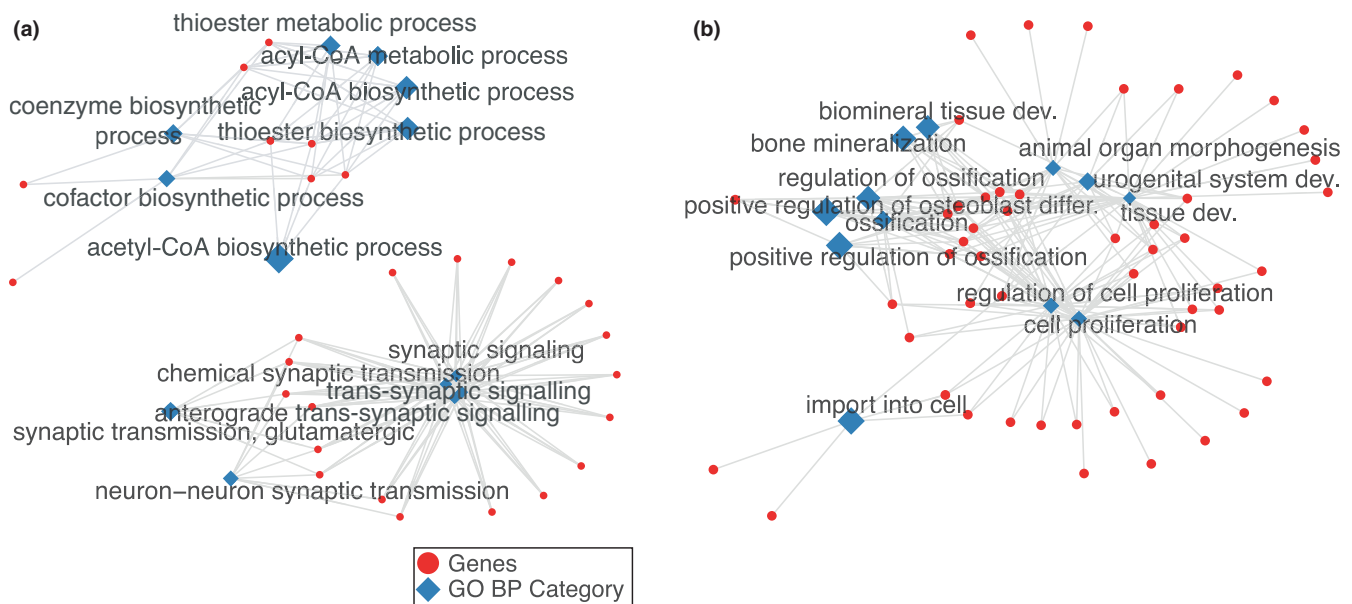 (a)
thioester metabolic process
acyl-CoA metabolic process
acyl-CoA biosynthetic process
coenzyme biosynthetic
process
thioester biosynthetic process
cofactor biosynthetic process
acetyl-CoA biosynthetic process
synaptic signaling
chemical synaptic transmission
trans-synaptic signalling
anterograde trans-synaptic signalling
synaptic transmission, glutamatergic
neuron–neuron synaptic transmission
Genes
GO BP Category
(b)
biomineral tissue dev.
bone mineralization
animal organ morphogenesis
regulation of ossification
urogenital system dev.
positive regulation of osteoblast differ.
tissue dev.
ossification
positive regulation of ossification
regulation of cell proliferation
cell proliferation
import into cell